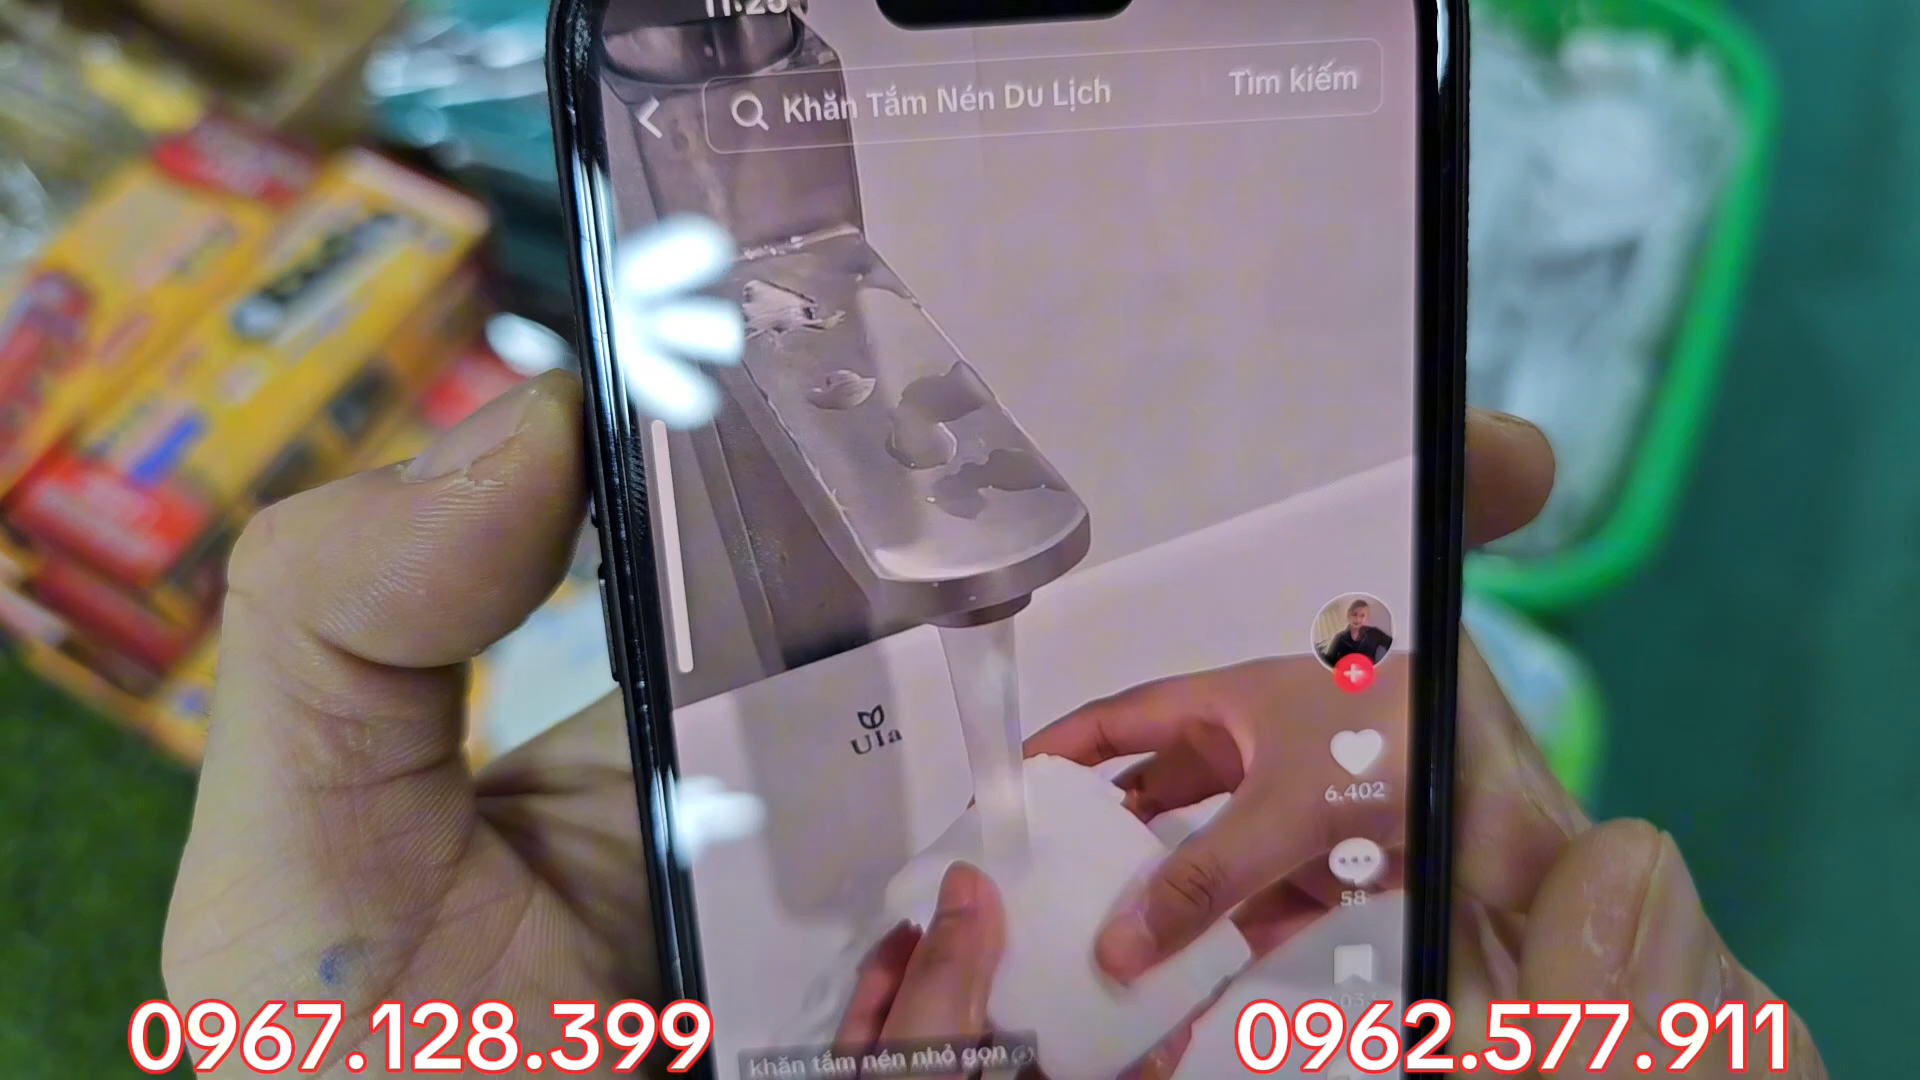 Khăn Tắm Nén Du Lịch
Tìm kiếm
Ula
6.402
58
khăn tắm nén nhỏ gọn
0967.128.399
0962.577.911